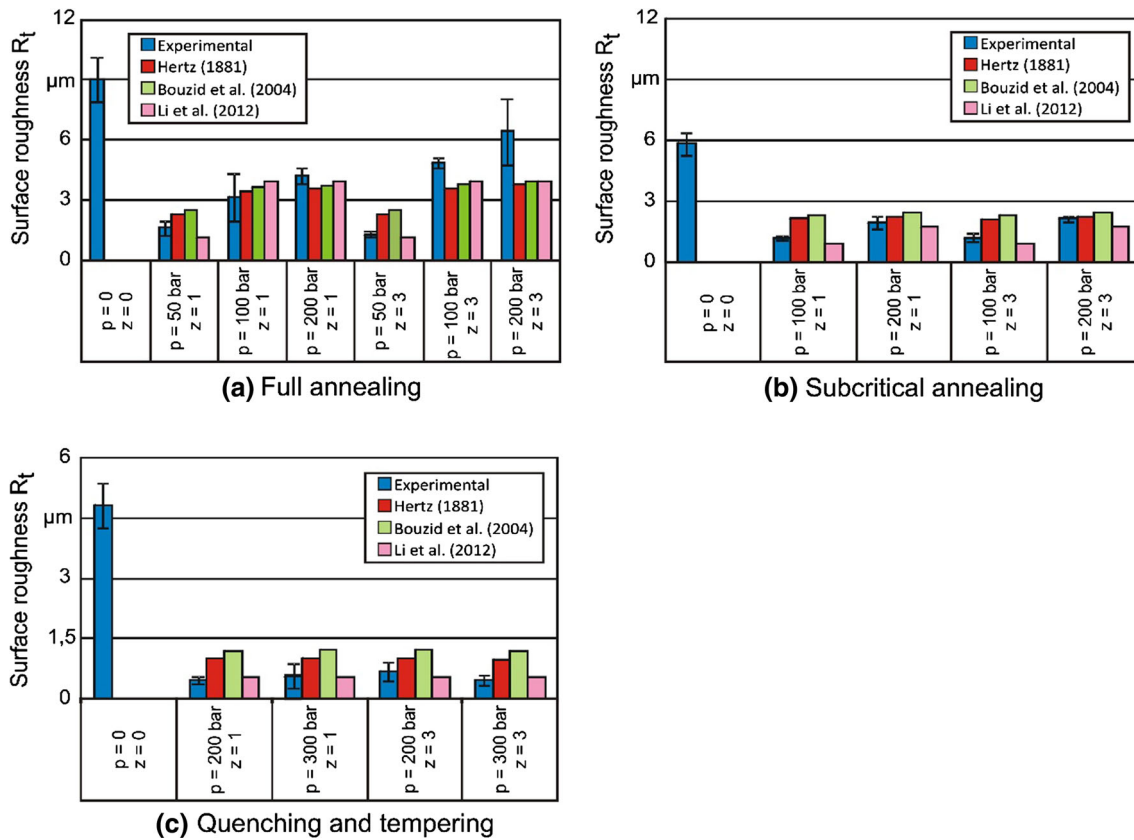 12
μm
6
3
0
Surface roughness Rt
Experimental
Hertz (1881)
Bouzid et al. (2004)
Li et al. (2012)
p = 0
z = 0
p = 50 bar
z = 1
p = 100 bar
z = 1
p = 200 bar
z = 1
p = 50 bar
z = 3
p = 100 bar
z = 3
p = 200 bar
z = 3
(a) Full annealing
12
μm
6
3
0
Surface roughness Rt
Experimental
Hertz (1881)
Bouzid et al. (2004)
Li et al. (2012)
p = 0
z = 0
p = 100 bar
z = 1
p = 200 bar
z = 1
p = 100 bar
z = 3
p = 200 bar
z = 3
(b) Subcritical annealing
6
μm
3
1,5
0
Surface roughness Rt
Experimental
Hertz (1881)
Bouzid et al. (2004)
Li et al. (2012)
p = 0
z = 0
p = 200 bar
z = 1
p = 300 bar
z = 1
p = 200 bar
z = 3
p = 300 bar
z = 3
(c) Quenching and tempering